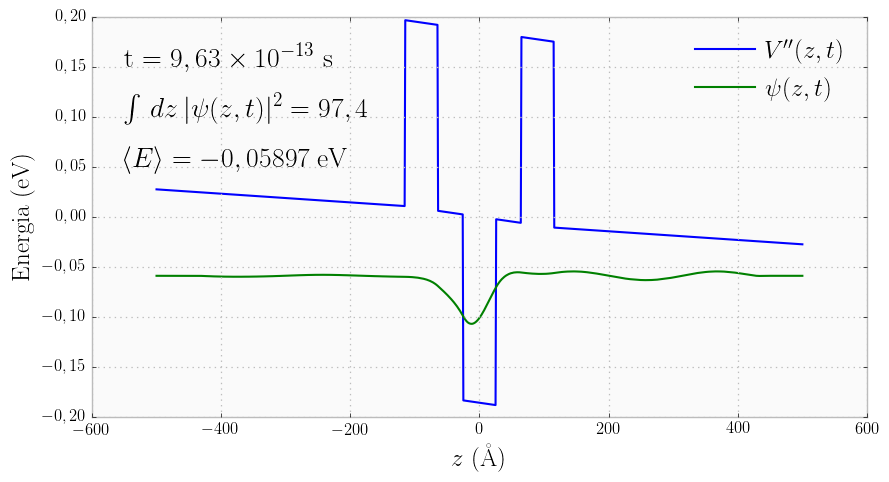 t = 9,63 × 10⁻¹³ s
∫ dz |ψ(z, t)|² = 97,4
⟨E⟩ = −0,05897 eV
V′′(z, t)
ψ(z, t)
Energia (eV)
0,20
0,15
0,10
0,05
0,00
−0,05
−0,10
−0,15
−0,20
−600 −400 −200 0 200 400 600
z (Å)